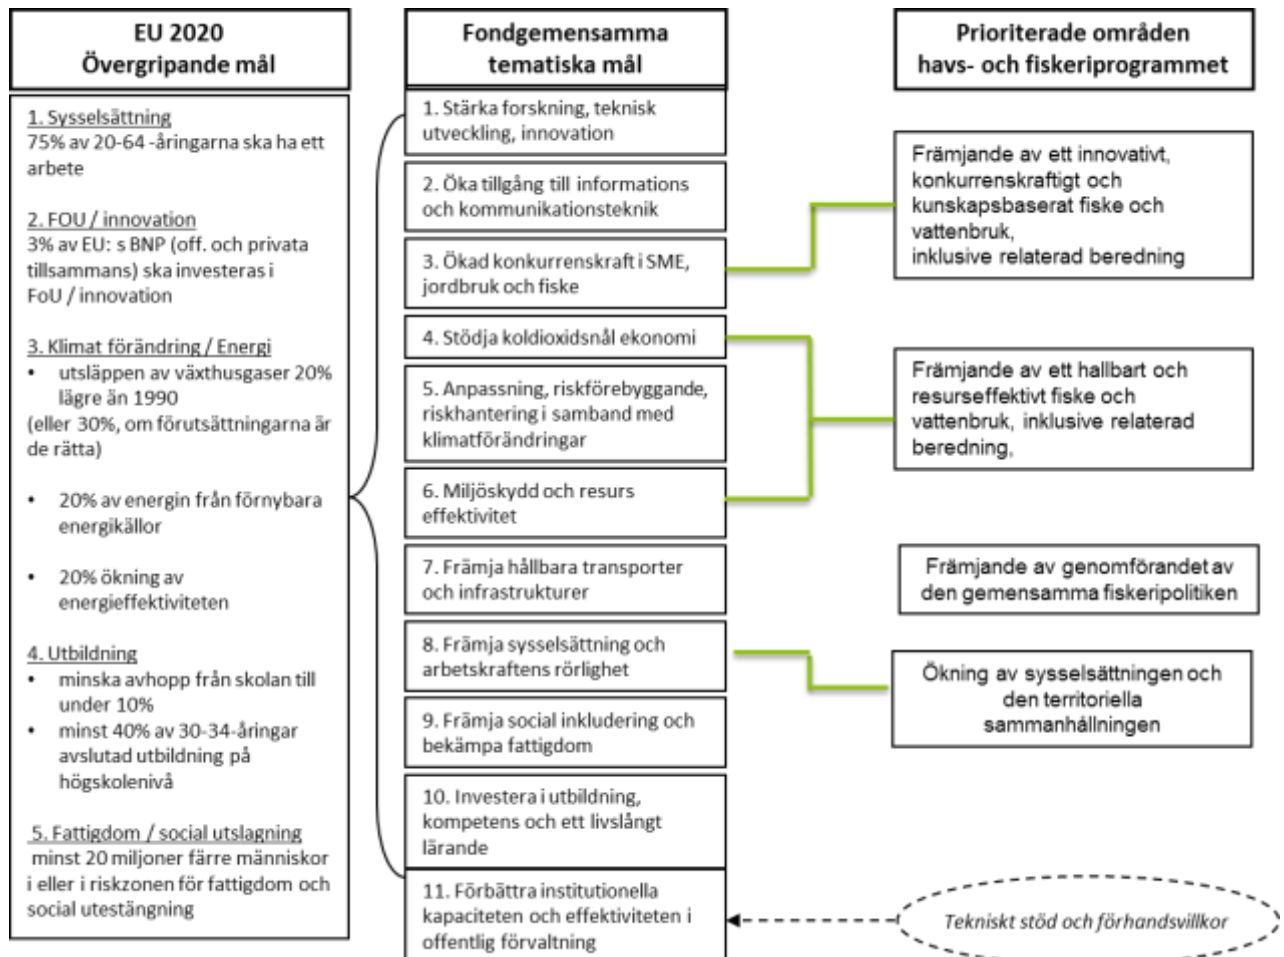 EU 2020
Övergripande mål
1. Sysselsättning
75% av 20-64 -åringarna ska ha ett
arbete
2. FOU / innovation
3% av EU: s BNP (off. och privata
tillsammans) ska investeras i
FoU / innovation
3. Klimat förändring / Energi
• utsläppen av växthusgaser 20%
lägre än 1990
(eller 30%, om förutsättningarna är
de rätta)
• 20% av energin från förnybara
energikällor
• 20% ökning av
energieffektiviteten
4. Utbildning
• minska avhopp från skolan till
under 10%
• minst 40% av 30-34-åringar
avslutad utbildning på
högskolenivå
5. Fattigdom / social utslagning
minst 20 miljoner färre människor
i eller i riskzonen för fattigdom och
social utestängning
Fondgemensamma
tematiska mål
1. Stärka forskning, teknisk
utveckling, innovation
2. Öka tillgång till informations
och kommunikationsteknik
3. Ökad konkurrenskraft i SME,
jordbruk och fiske
4. Stödja koldioxidsnål ekonomi
5. Anpassning, riskförebyggande,
riskhantering i samband med
klimatförändringar
6. Miljöskydd och resurs
effektivitet
7. Främja hållbara transporter
och infrastrukturer
8. Främja sysselsättning och
arbetskraftens rörlighet
9. Främja social inkludering och
bekämpa fattigdom
10. Investera i utbildning,
kompetens och ett livslångt
lärande
11. Förbättra institutionella
kapaciteten och effektiviteten i
offentlig förvaltning
Prioriterade områden
havs- och fiskeriprogrammet
Främjande av ett innovativt,
konkurrenskraftigt och
kunskapsbaserat fiske och
vattenbruk,
inklusive relaterad beredning
Främjande av ett hallbart och
resurseffektivt fiske och
vattenbruk, inklusive relaterad
beredning,
Främjande av genomförandet av
den gemensamma fiskeripolitiken
Ökning av sysselsättningen och
den territoriella
sammanhållningen
Tekniskt stöd och förhandsvillkor